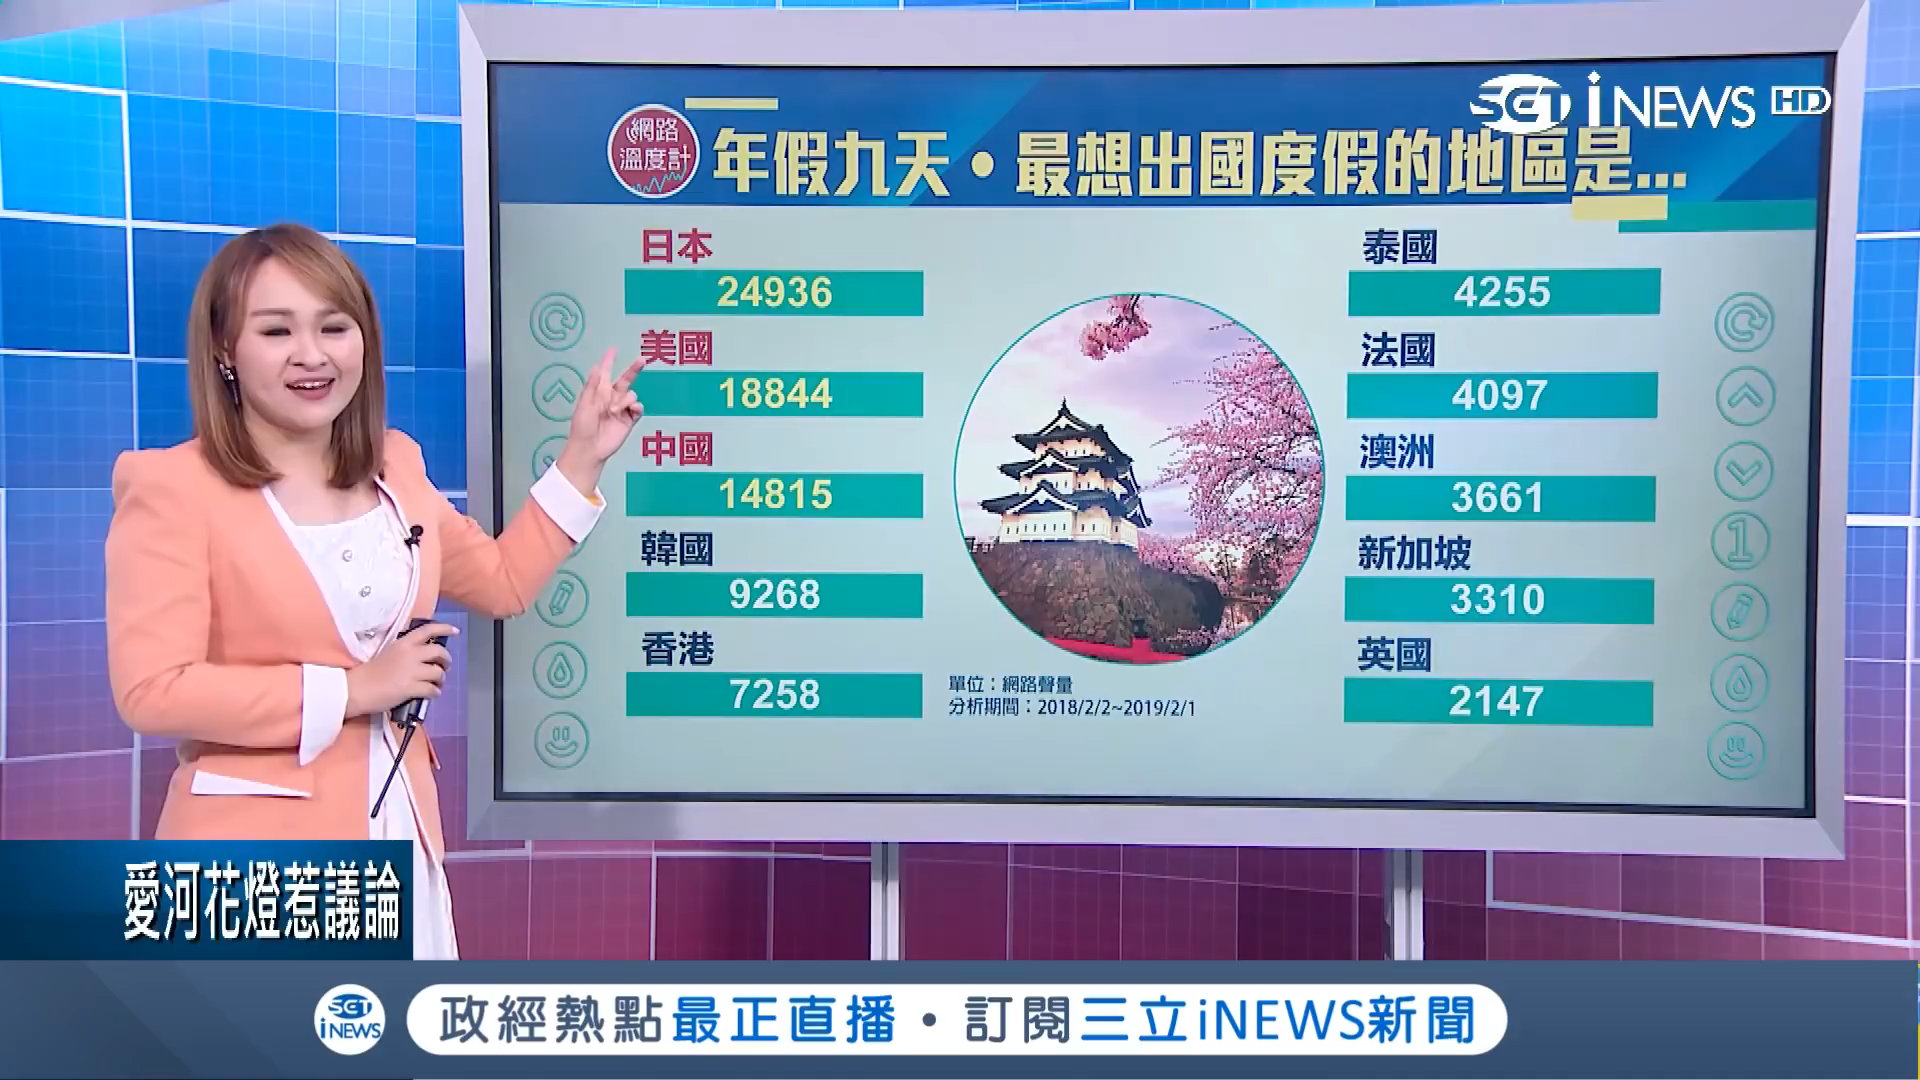 SET iNEWS HD
網路
溫度計
年假九天•最想出國度假的地區是...
日本
24936
美國
18844
中國
14815
韓國
9268
香港
7258
泰國
4255
法國
4097
澳洲
3661
新加坡
3310
英國
2147
1
單位：網路聲量
分析期間：2018/2/2~2019/2/1
愛河花燈惹議論
SET
iNEWS
政經熱點最正直播•訂閱三立iNEWS新聞